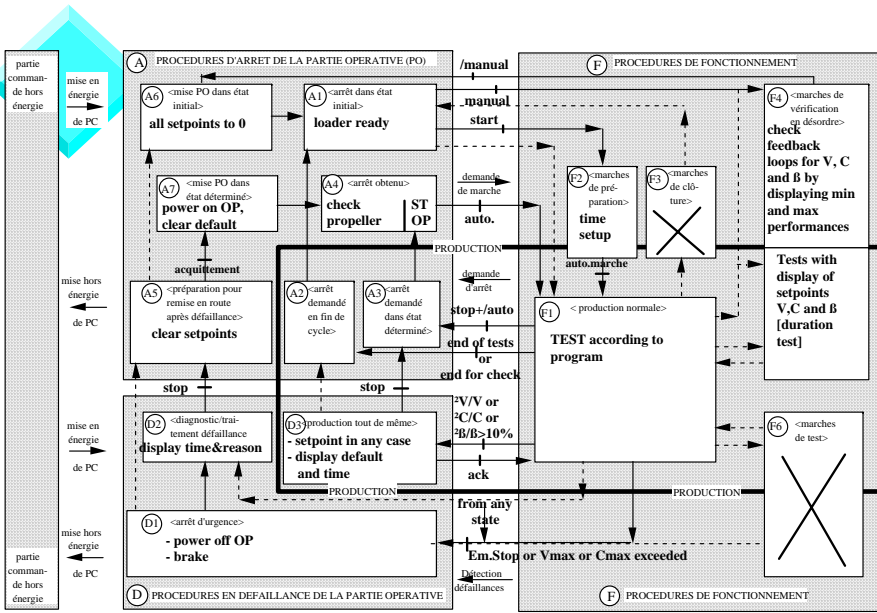 partie
comman-
de hors
énergie
mise en
énergie
de PC
A
PROCEDURES D'ARRET DE LA PARTIE OPERATIVE (PO)
A6
<mise PO dans état
initial>
all setpoints to 0
A1
<arrêt dans état
initial>
loader ready
A7
<mise PO dans
état déterminé>
power on OP,
clear default
A4
<arrêt obtenu>
check
propeller
ST
OP
acquittement
A5
<préparation pour
remise en route
après défaillance>
clear setpoints
A2
<arrêt
demandé
en fin de
cycle>
A3
<arrêt
demandé
dans état
déterminé>
mise hors
énergie
de PC
/manual
manual
start
demande
de marche
auto.
PRODUCTION
demande
d'arrêt
stop+/auto
end of tests
or
end for check
F
PROCEDURES DE FONCTIONNEMENT
F2
<marches
de pré-
paration>
time
setup
F3
<marches
de clô-
ture>
F4
<marches de
vérification
en désordre>
check
feedback
loops for V, C
and ß by
displaying min
and max
performances
auto.marche
PRODUCTION
F1
< production normale>
TEST according to
program
Tests with
display of
setpoints
V,C and ß
[duration
test]
stop
stop
mise en
énergie
de PC
D2
<diagnostic/trai-
tement défaillance
display time&reason
D3
<production tout de même>
- setpoint in any case
- display default
and time
²V/V or
²C/C or
²ß/ß>10%
ack
F6
<marches
de test>
PRODUCTION
PRODUCTION
from any
state
mise hors
énergie
de PC
D1
<arrêt d'urgence>
- power off OP
- brake
Em.Stop or Vmax or Cmax exceeded
Détection
défaillances
partie
comman-
de hors
énergie
D
PROCEDURES EN DEFAILLANCE DE LA PARTIE OPERATIVE
F
PROCEDURES DE FONCTIONNEMENT